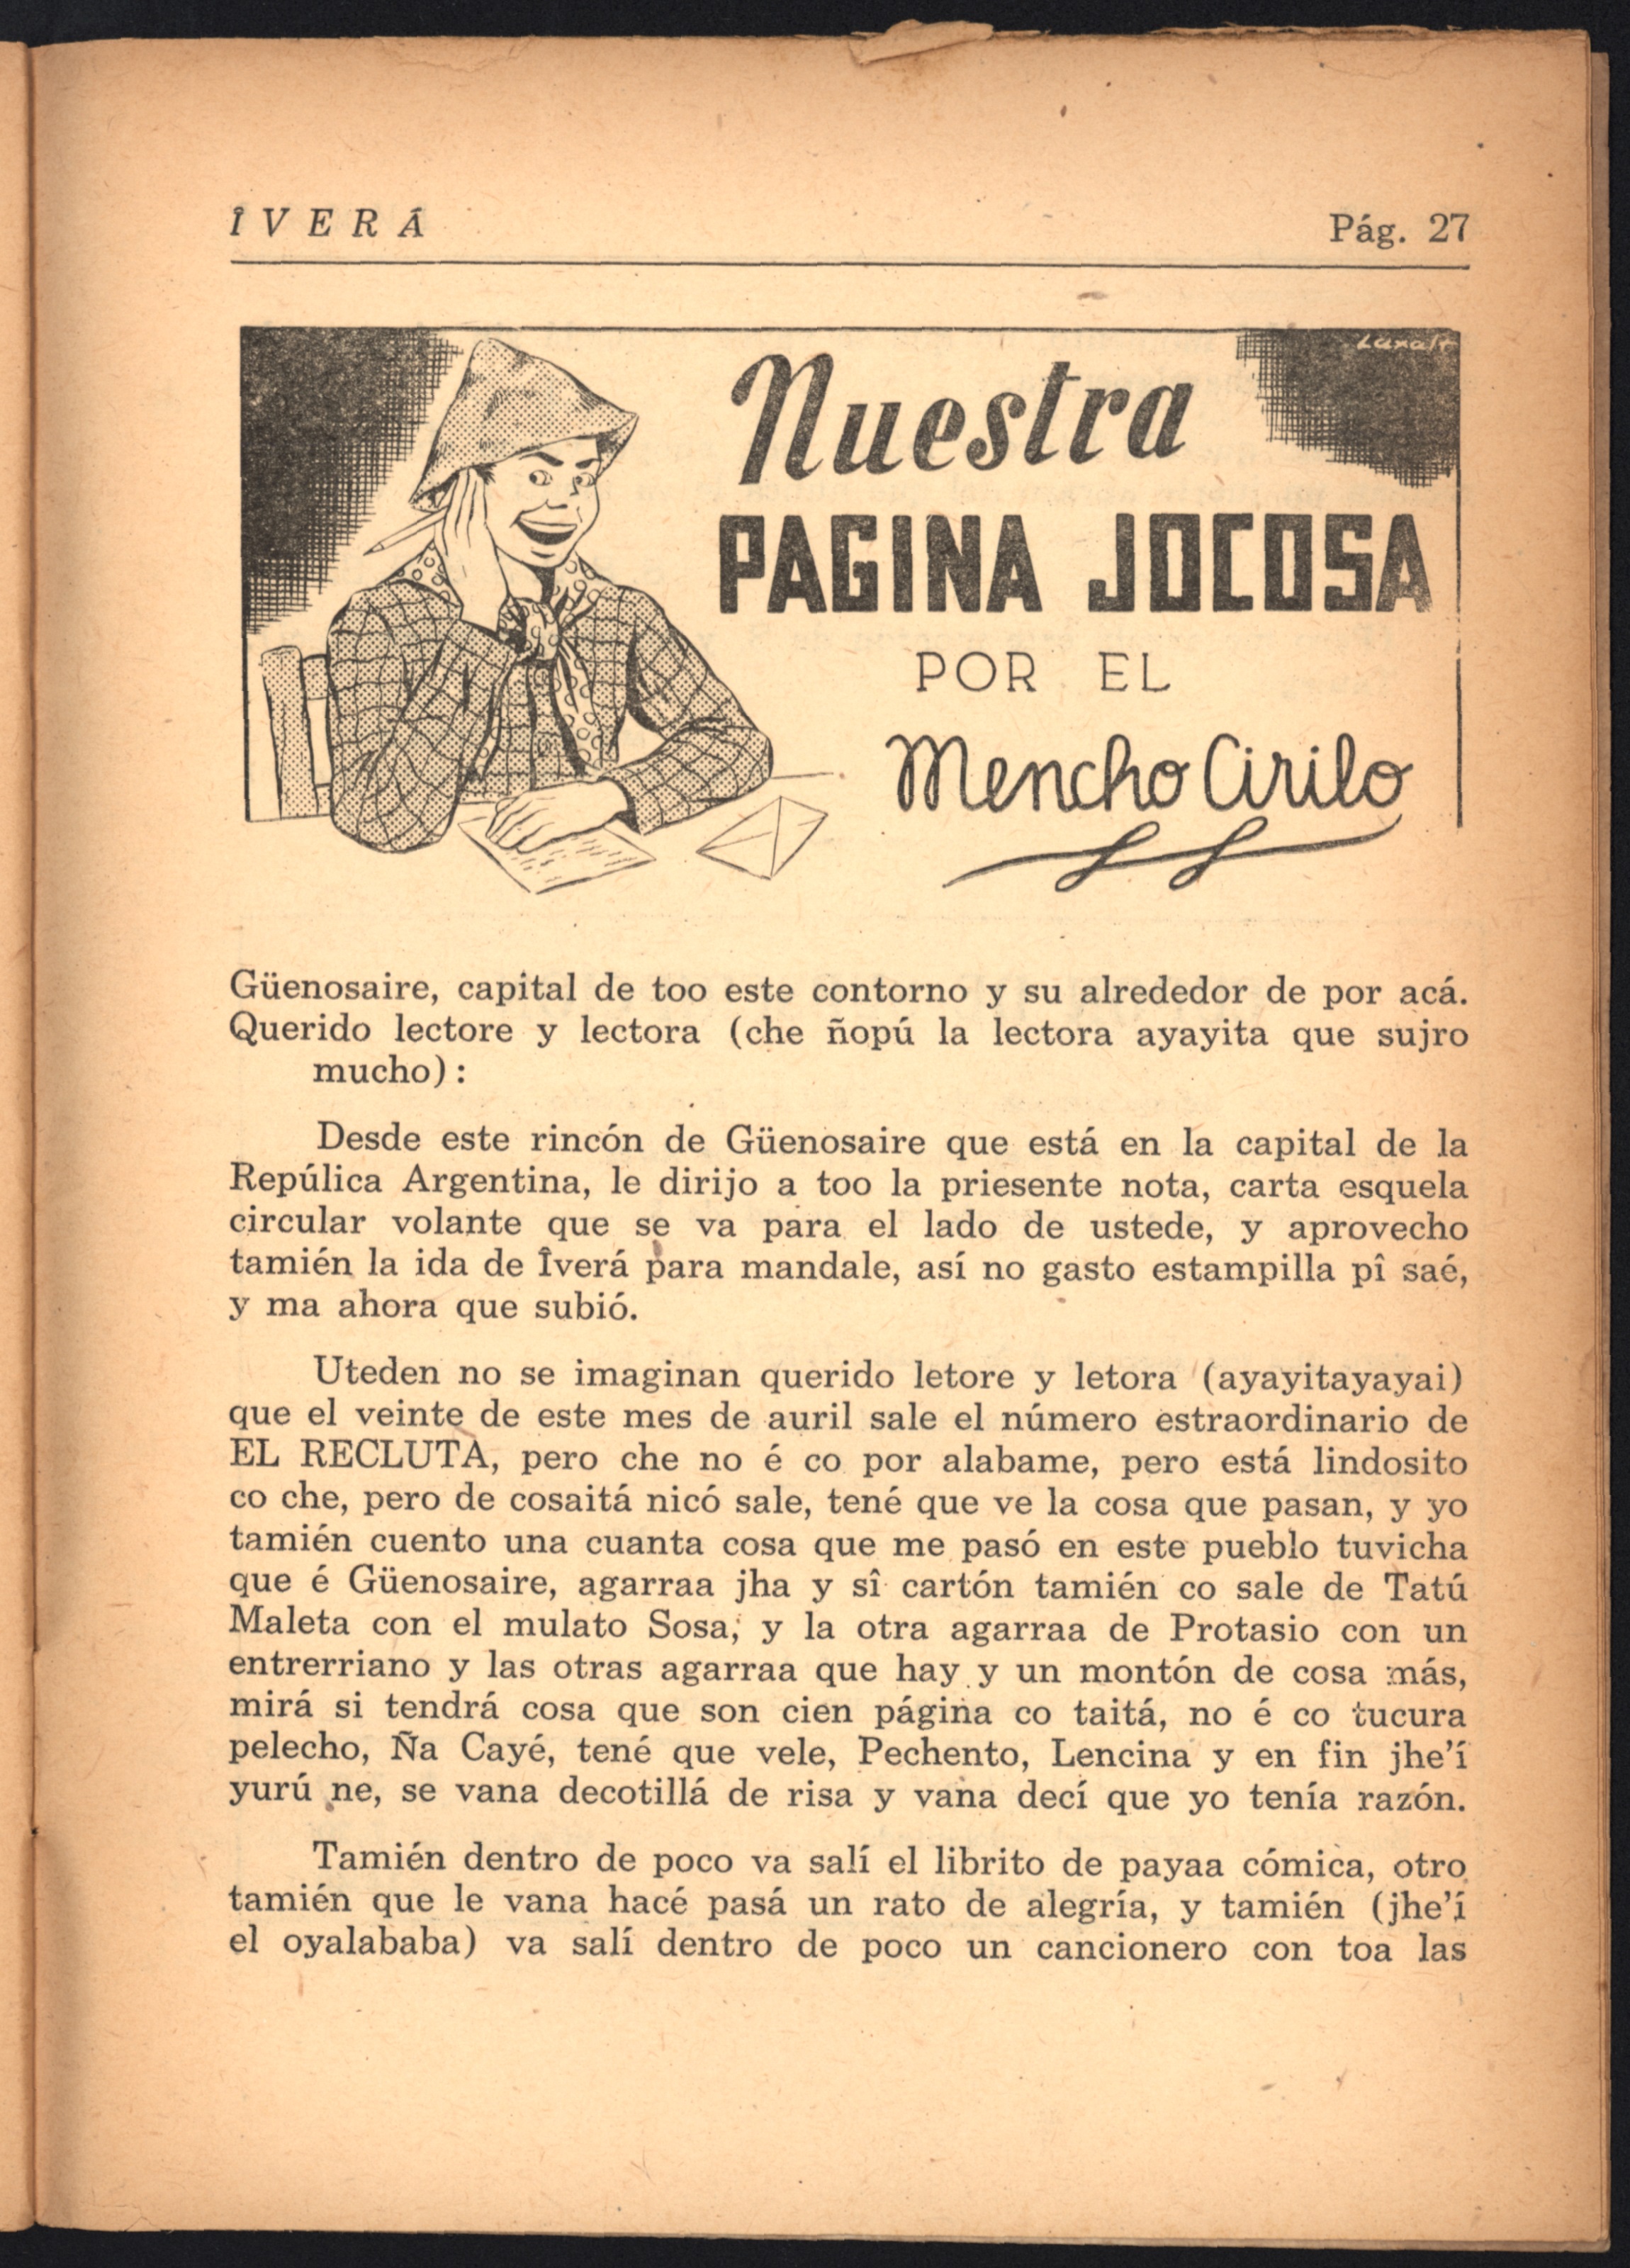 ÎVERÁ
Pág. 27
Laxalt
Nuestra
PAGINA JOCOSA
POR EL
Mencho Cirilo
Güenosaire, capital de too este contorno y su alrededor de por acá.
Querido lectore y lectora (che ñopú la lectora ayayita que sujro
mucho):
Desde este rincón de Güenosaire que está en la capital de la
Repúlica Argentina, le dirijo a too la priesente nota, carta esquela
circular volante que se va para el lado de ustede, y aprovecho
tamién la ida de Îverá para mandale, así no gasto estampilla pî saé,
y ma ahora que subió.
Uteden no se imaginan querido letore y letora (ayayitayayai)
que el veinte de este mes de auril sale el número estraordinario de
EL RECLUTA, pero che no é co por alabame, pero está lindosito
co che, pero de cosaitá nicó sale, tené que ve la cosa que pasan, y yo
tamién cuento una cuanta cosa que me pasó en este pueblo tuvicha
que é Güenosaire, agarraa jha y sî cartón tamién co sale de Tatú
Maleta con el mulato Sosa, y la otra agarraa de Protasio con un
entrerriano y las otras agarraa que hay y un montón de cosa más,
mirá si tendrá cosa que son cien página co taitá, no é co tucura
pelecho, Ña Cayé, tené que vele, Pechento, Lencina y en fin jhe'í
yurú ne, se vana decotillá de risa y vana decí que yo tenía razón.
Tamién dentro de poco va salí el librito de payaa cómica, otro
tamién que le vana hacé pasá un rato de alegría, y tamién (jhe'í
el oyalababa) va salí dentro de poco un cancionero con toa las